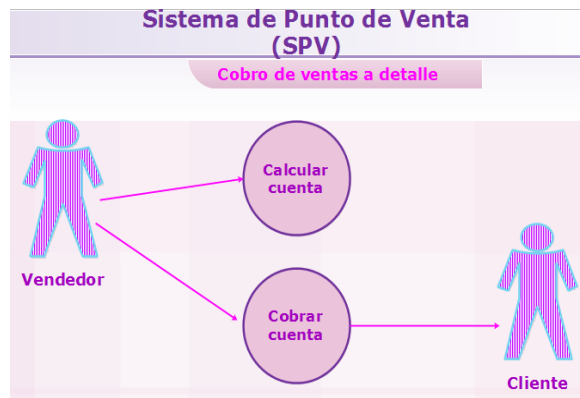 Sistema de Punto de Venta
(SPV)
Cobro de ventas a detalle
Calcular
cuenta
Vendedor
Cobrar
cuenta
Cliente